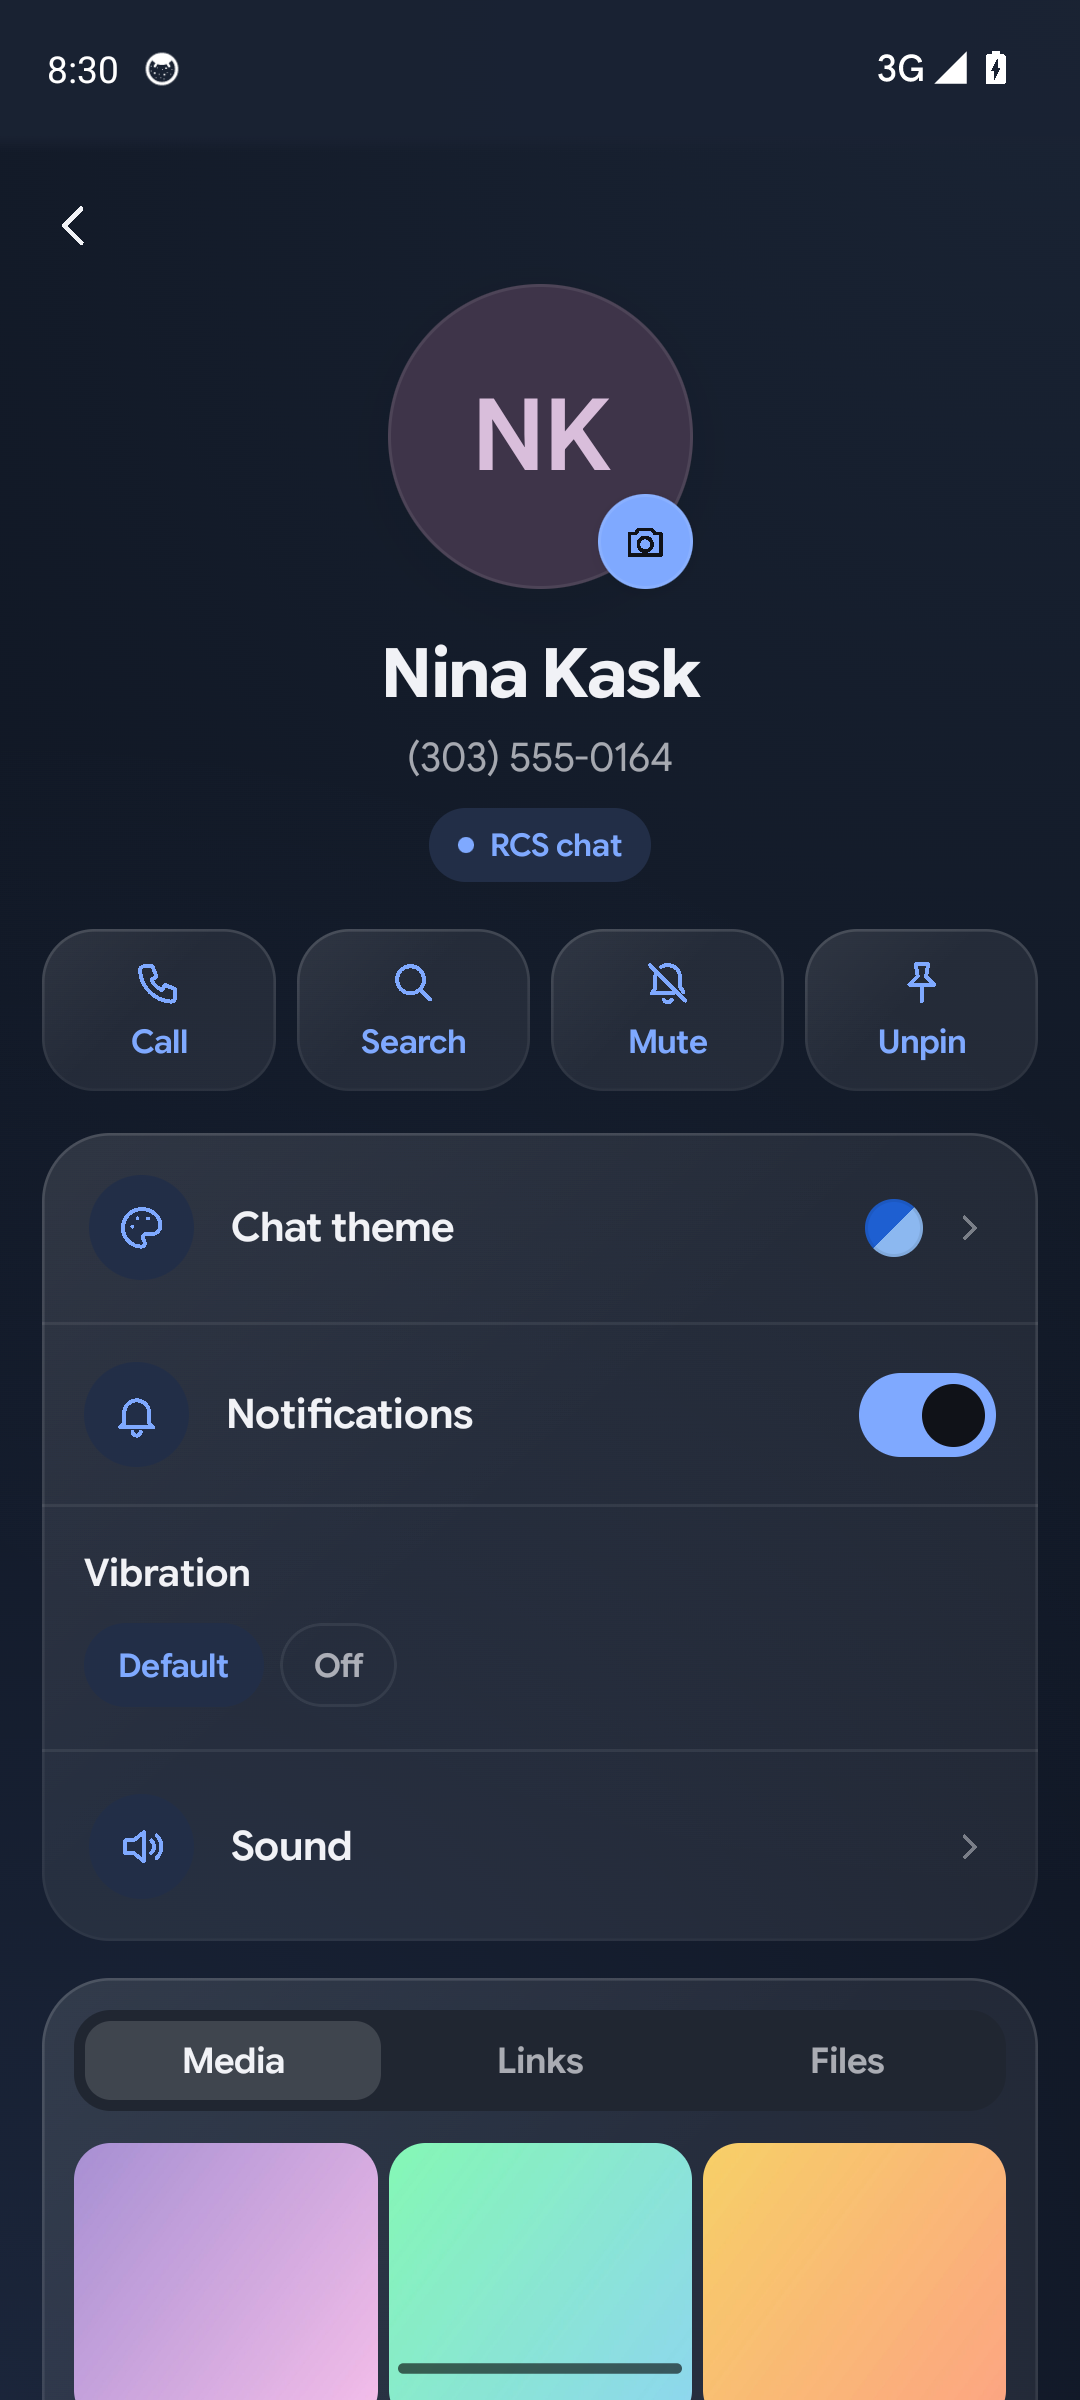 8:30
3G
NK
Nina Kask
(303) 555-0164
RCS chat
Call
Search
Mute
Unpin
Chat theme
Notifications
Vibration
Default
Off
Sound
Media
Links
Files